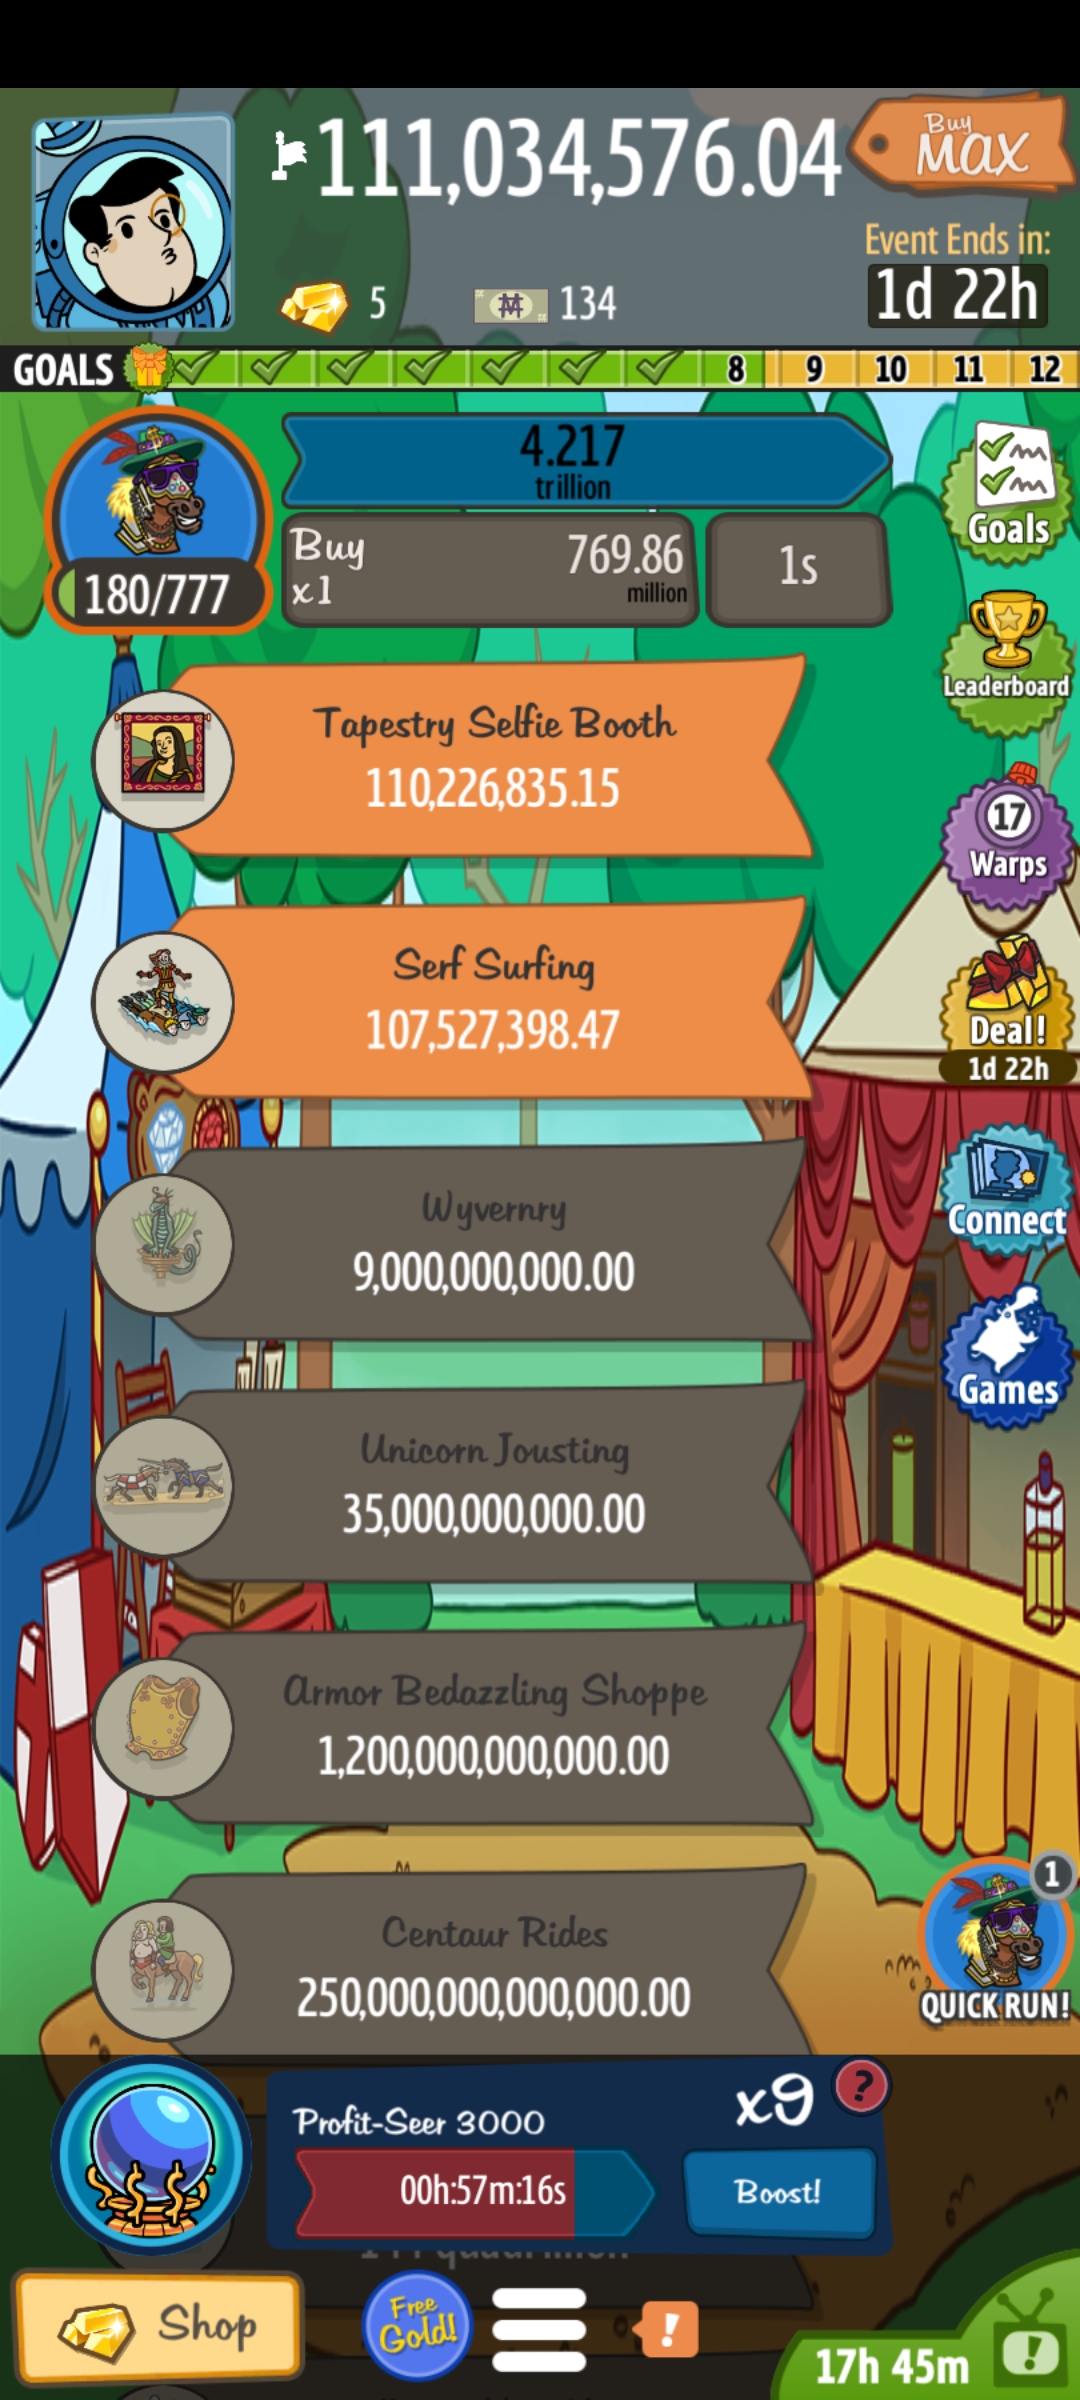 111,034,576.04
Buy
MAX
Event Ends in:
1d 22h
5
134
GOALS 8 9 10 11 12
4.217
trillion
180/777
Buy
x1
769.86
million
1s
Goals
Leaderboard
Tapestry Selfie Booth
110,226,835.15
17
Warps
Serf Surfing
107,527,398.47
Deal!
1d 22h
Wyvernry
9,000,000,000.00
Connect
Games
Unicorn Jousting
35,000,000,000.00
Armor Bedazzling Shoppe
1,200,000,000,000.00
Centaur Rides
250,000,000,000,000.00
1
QUICK RUN!
Profit-Seer 3000
x9
?
00h:57m:16s
Boost!
Shop
Free
Gold!
!
17h 45m
!